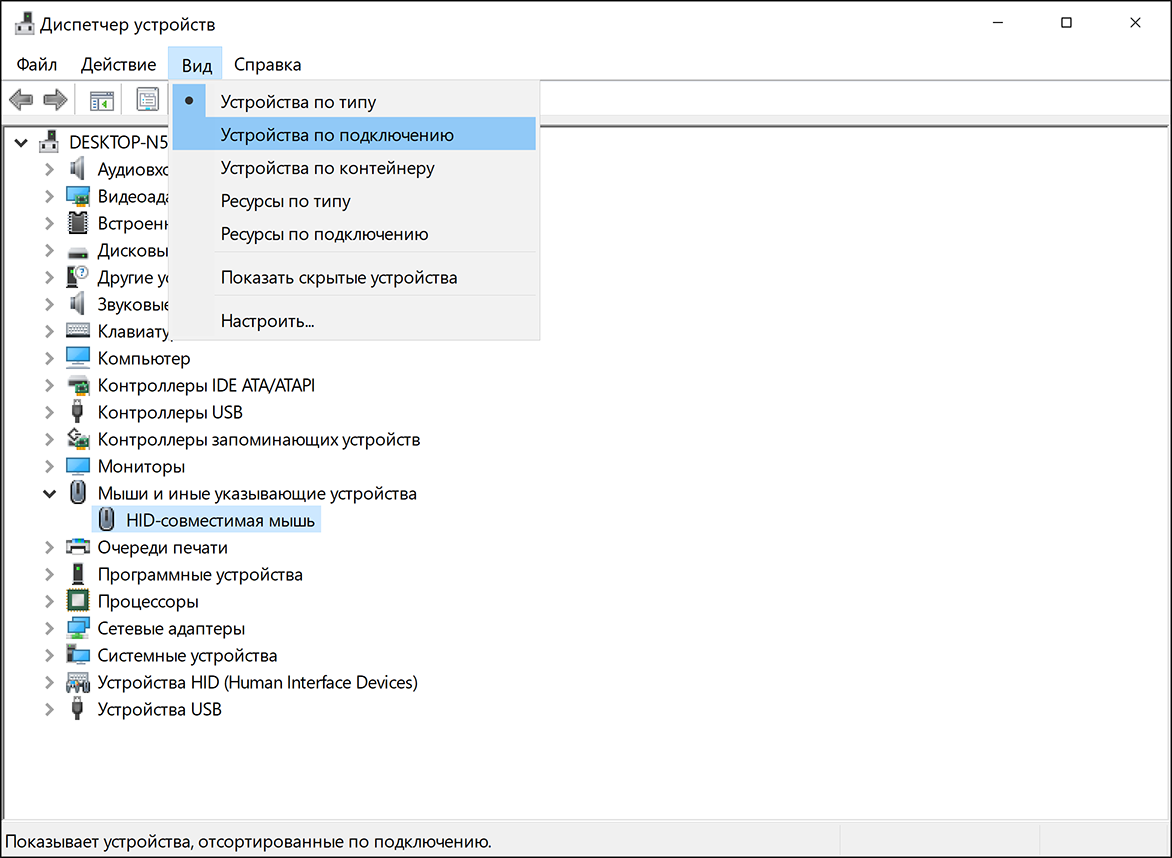 Диспетчер устройств
Файл Действие Вид Справка
Устройства по типу
Устройства по подключению
Устройства по контейнеру
Ресурсы по типу
Ресурсы по подключению
Показать скрытые устройства
Настроить...
DESKTOP-N5
Аудиовхо
Видеоада
Встроен
Дисковы
Другие ус
Звуковые
Клавиату
Компьютер
Контроллеры IDE ATA/ATAPI
Контроллеры USB
Контроллеры запоминающих устройств
Мониторы
Мыши и иные указывающие устройства
HID-совместимая мышь
Очереди печати
Программные устройства
Процессоры
Сетевые адаптеры
Системные устройства
Устройства HID (Human Interface Devices)
Устройства USB
Показывает устройства, отсортированные по подключению.